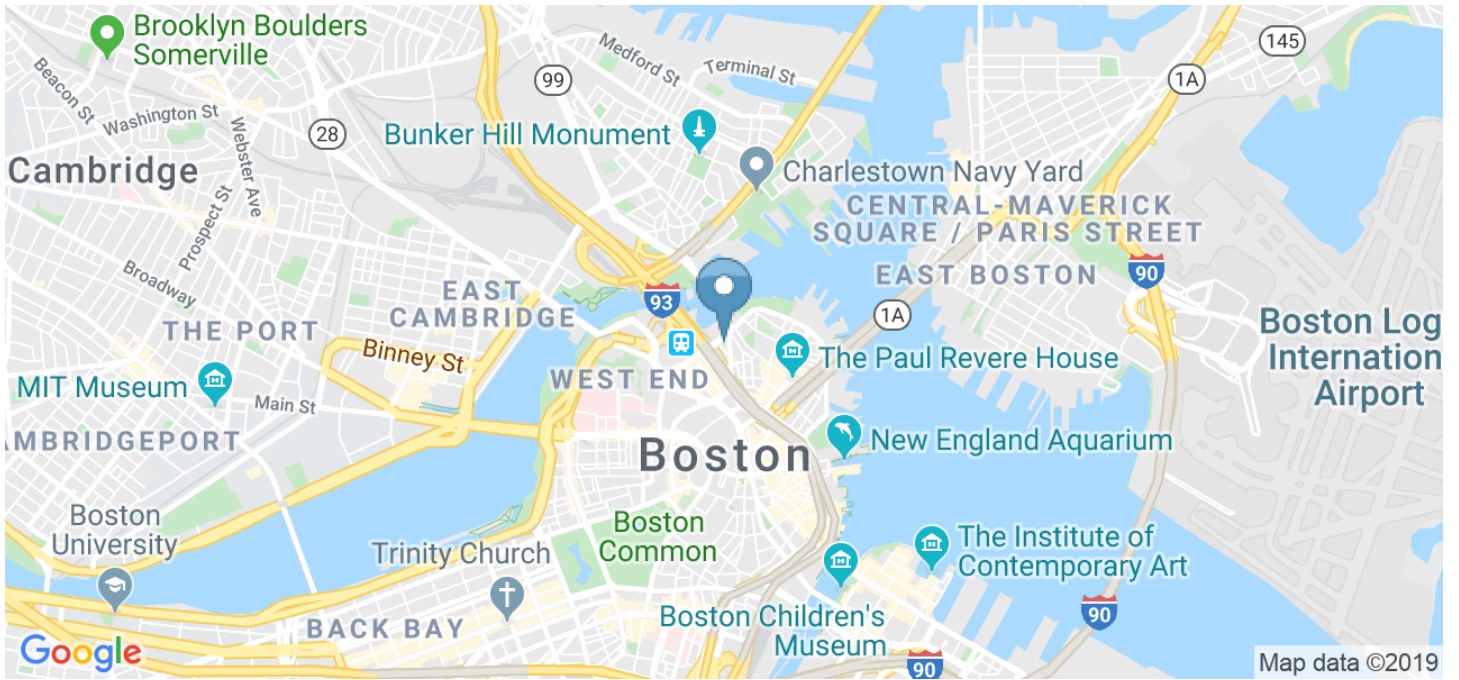 Brooklyn Boulders
Somerville
145
Medford St
Terminal St
Beacon St
99
1A
Washington St
Webster Ave
28
Bunker Hill Monument
Cambridge
Charlestown Navy Yard
Prospect St
CENTRAL-MAVERICK
SQUARE / PARIS STREET
Broadway
EAST BOSTON
90
EAST
CAMBRIDGE
93
1A
THE PORT
Binney St
Boston Log
Internation
Airport
The Paul Revere House
MIT Museum
WEST END
Main St
AMBRIDGEPORT
Boston
New England Aquarium
Boston
University
Boston
Common
Trinity Church
The Institute of
Contemporary Art
Boston Children's
Museum
BACK BAY
90
Google
90
Map data ©2019